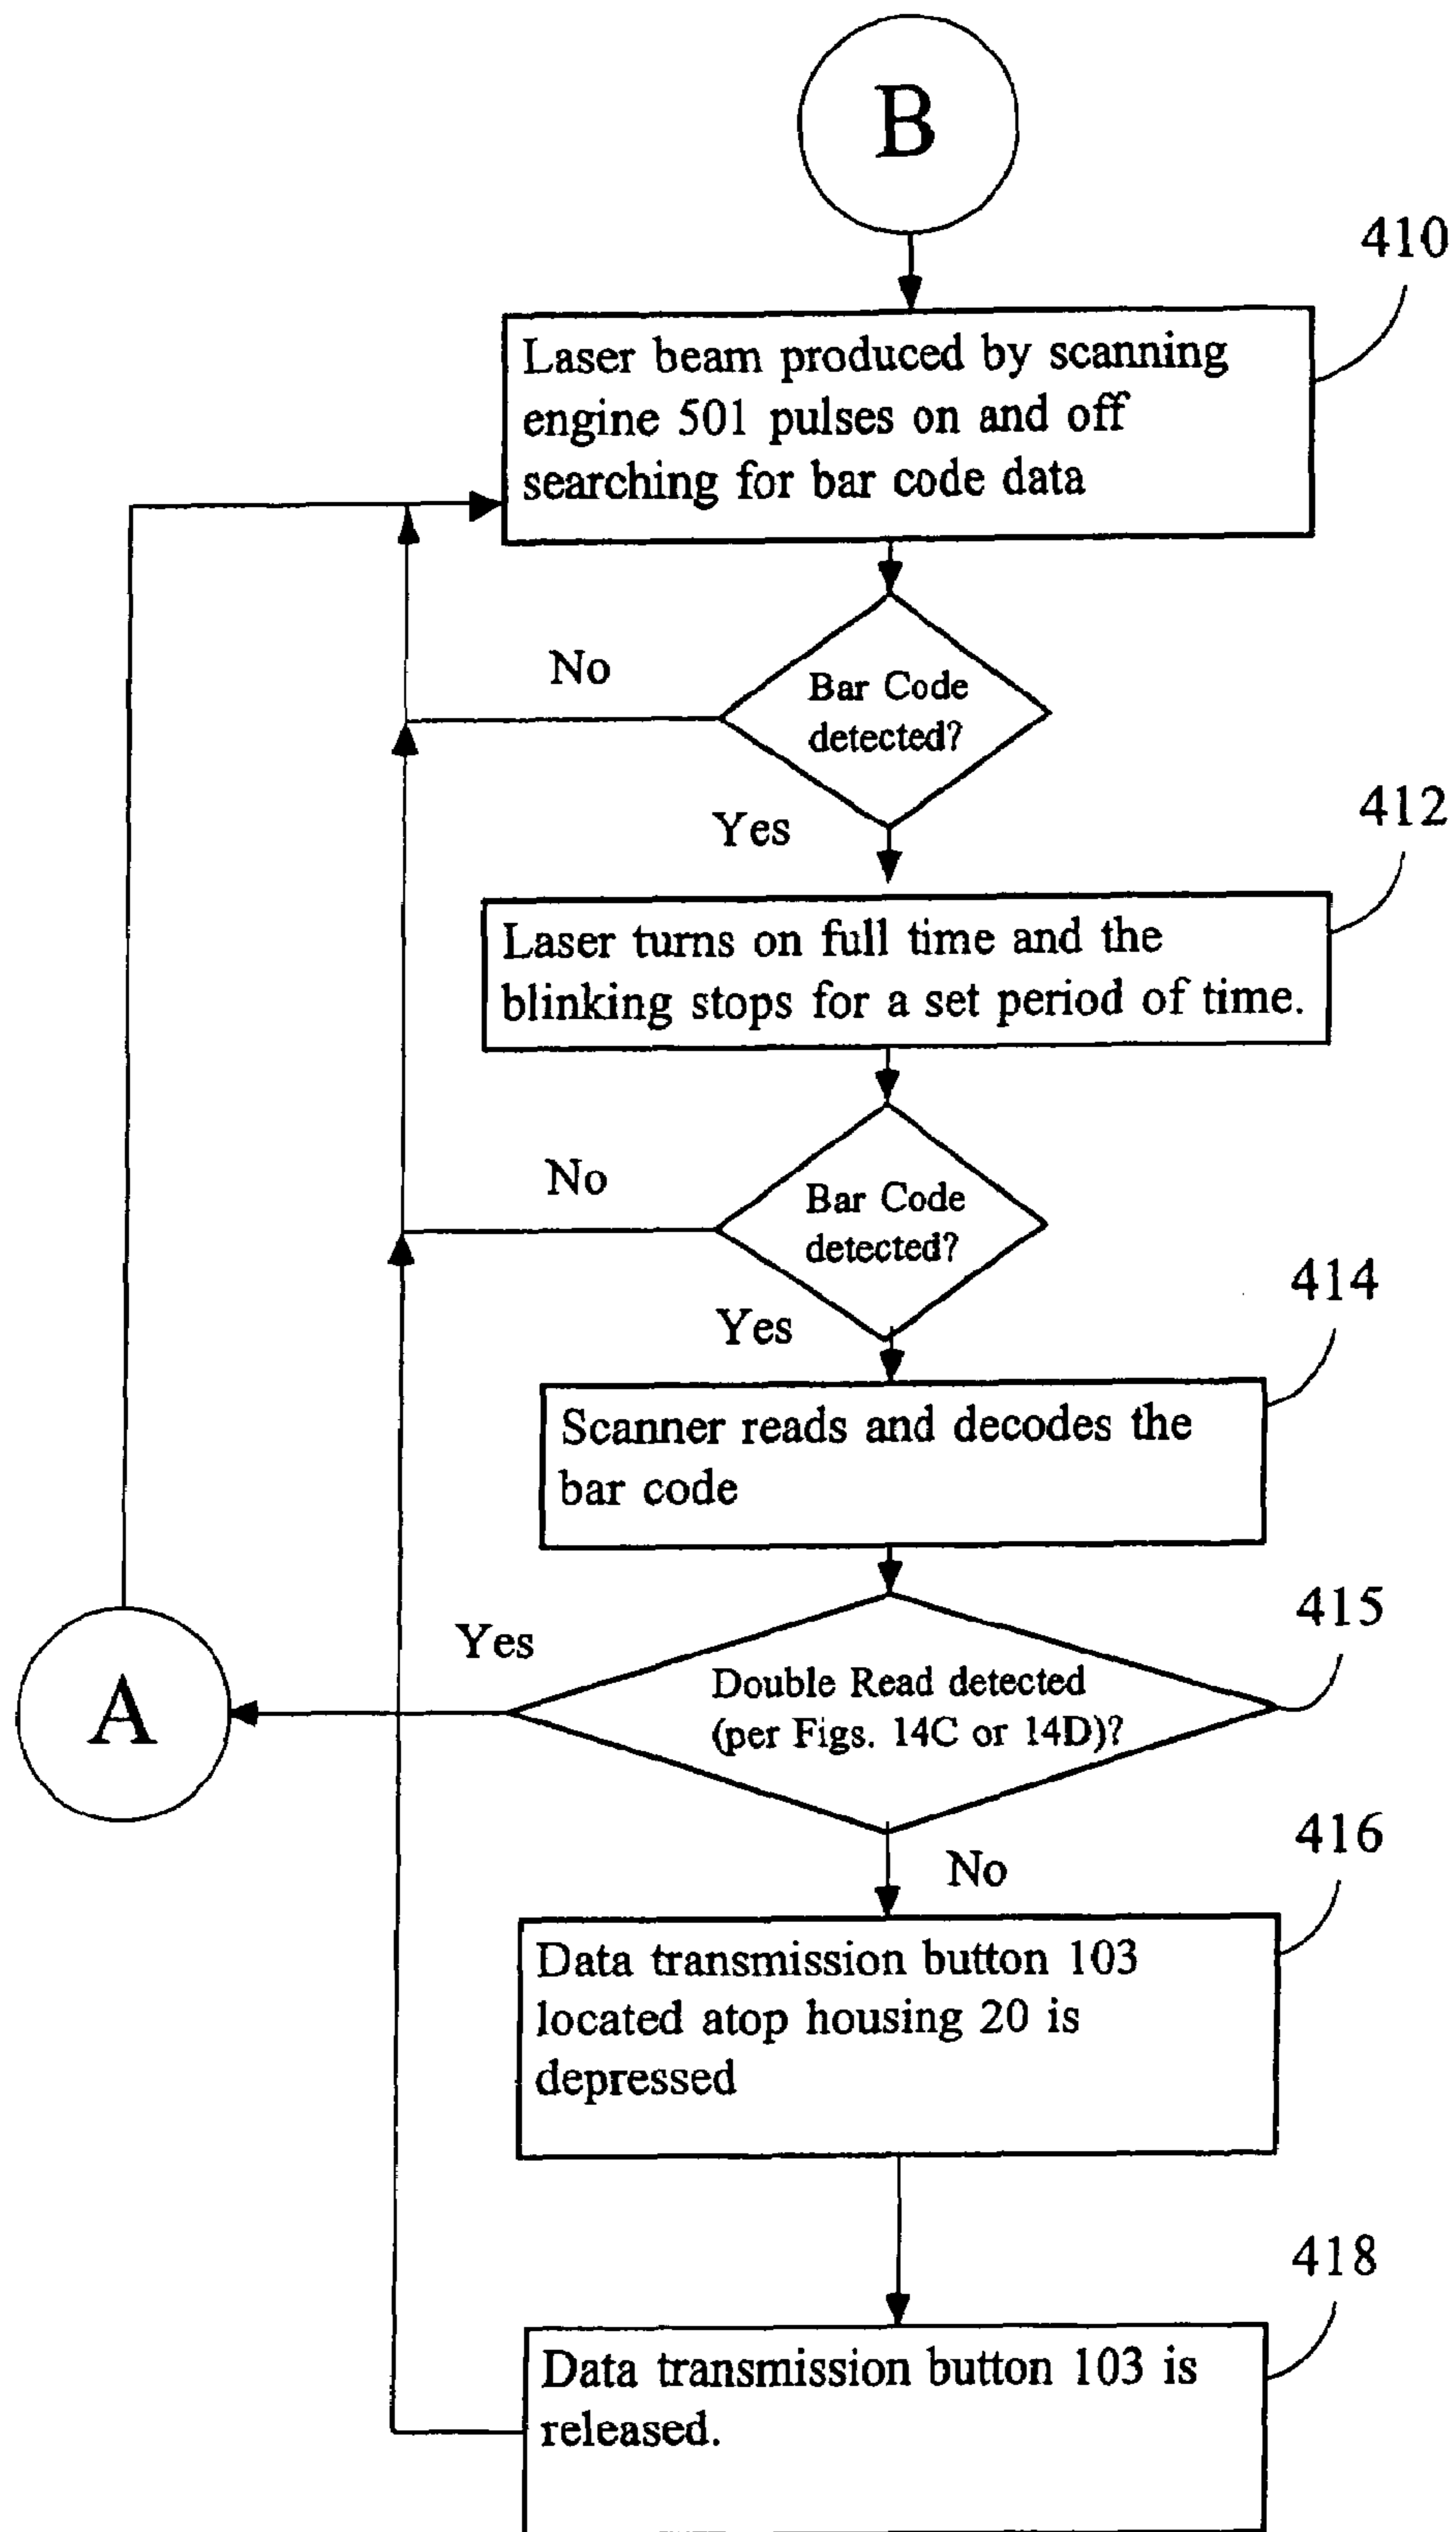 B
410
Laser beam produced by scanning
engine 501 pulses on and off
searching for bar code data
No
Bar Code
detected?
Yes
412
Laser turns on full time and the
blinking stops for a set period of time.
No
Bar Code
detected?
Yes
414
Scanner reads and decodes the
bar code
415
Yes
Double Read detected
(per Figs. 14C or 14D)?
A
No
416
Data transmission button 103
located atop housing 20 is
depressed
418
Data transmission button 103 is
released.